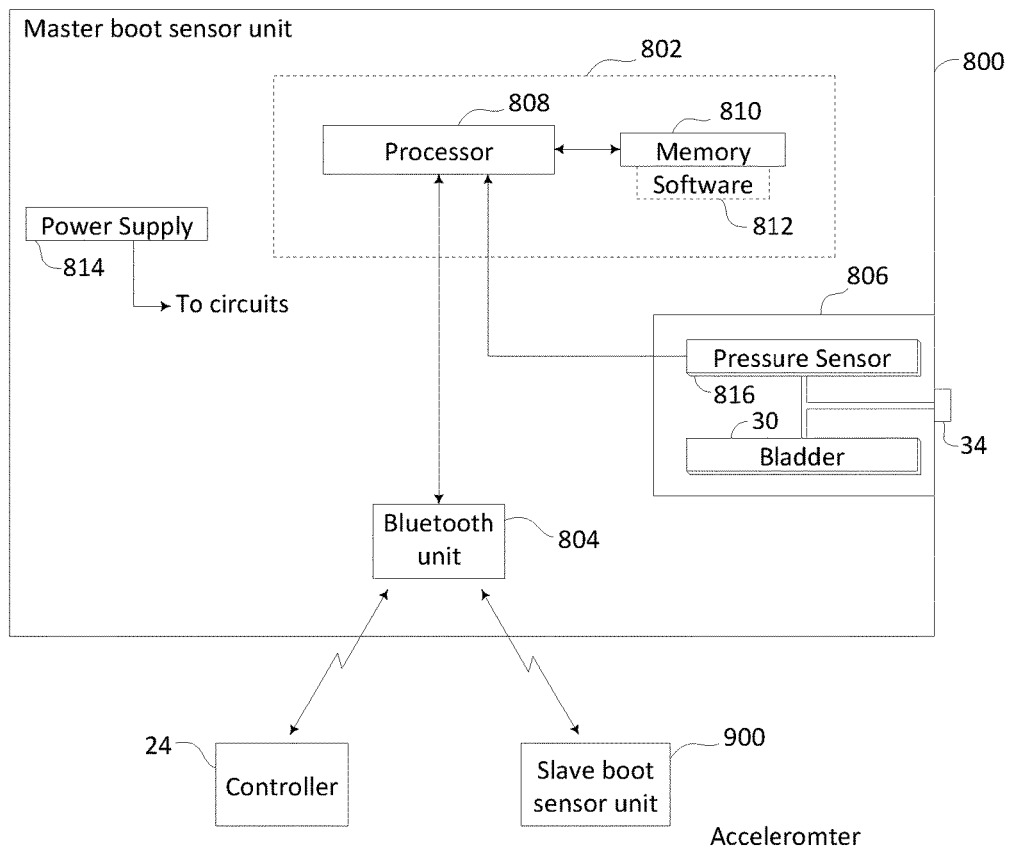 Master boot sensor unit
802
800
808
810
Processor
Memory
Software
812
Power Supply
814
To circuits
806
Pressure Sensor
816
30
34
Bladder
Bluetooth
unit
804
24
900
Controller
Slave boot
sensor unit
Acceleromter